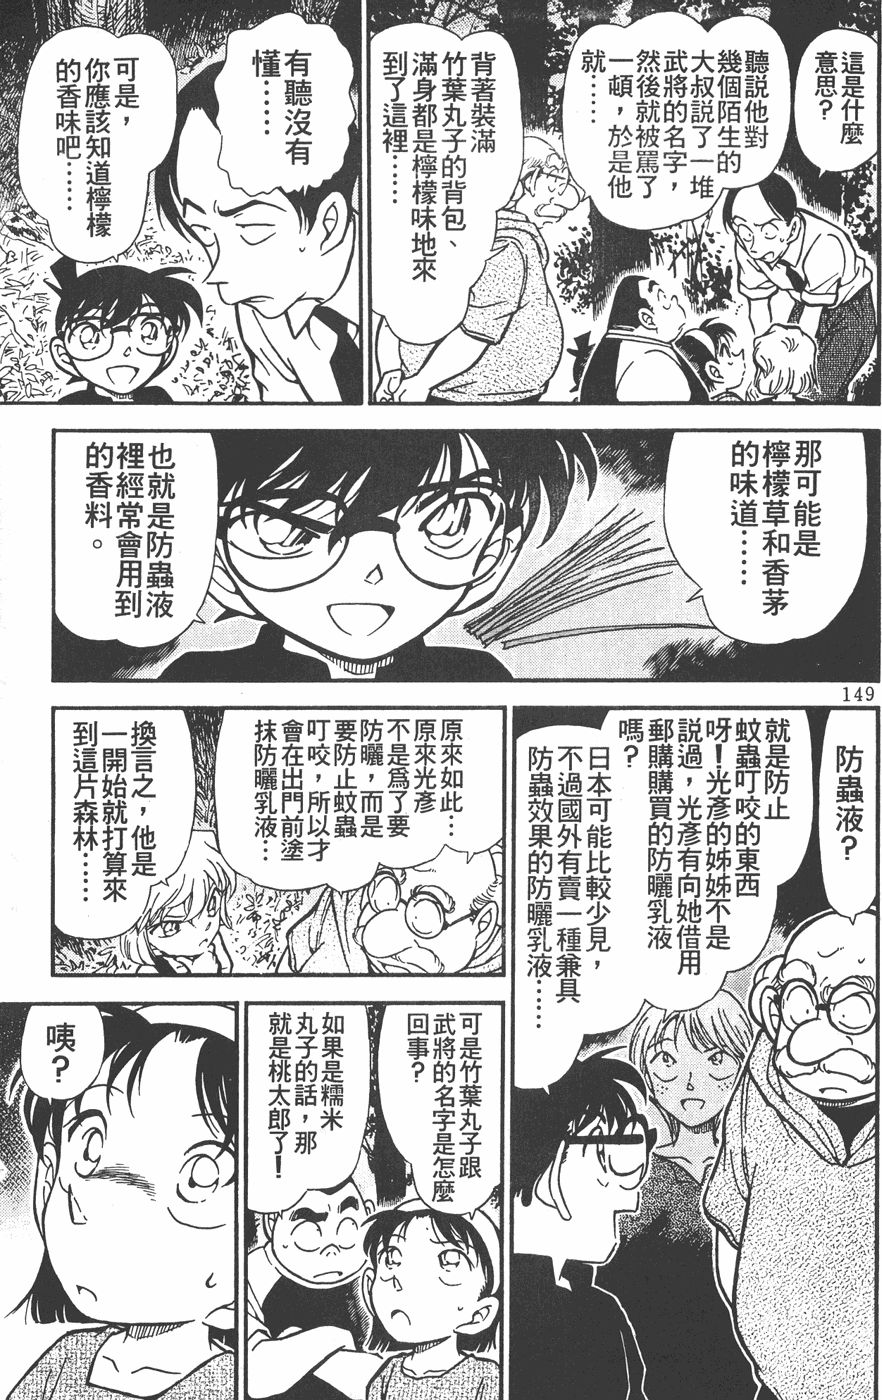 這是什麼
意思？
聽說他對
幾個陌生的
大叔說了一堆
武將的名字，
然後就被罵了
一頓，於是他
就……
背著裝滿
竹葉丸子的背包、
滿身都是檸檬味地來
到了這裡……
有聽沒有
懂……
可是，
你應該知道檸檬
的香味吧……
那可能是
檸檬草和香茅
的味道……
也就是防蟲液
裡經常會用到
的香料。
149
防蟲液？
就是防止
蚊蟲叮咬的東西
呀！光彥的姊姊不是
說過，光彥有向她借用
郵購購買的防曬乳液
嗎？
日本可能比較少見，
不過國外有賣一種兼具
防蟲效果的防曬乳液……
原來如此…
原來光彥
不是為了要
防曬，而是
要防止蚊蟲
叮咬，所以才
會在出門前塗
抹防曬乳液…
換言之，他是
一開始就打算來
到這片森林……
可是竹葉丸子跟
武將的名字是怎麼
回事？
如果是糯米
丸子的話，那
就是桃太郎了！
咦？